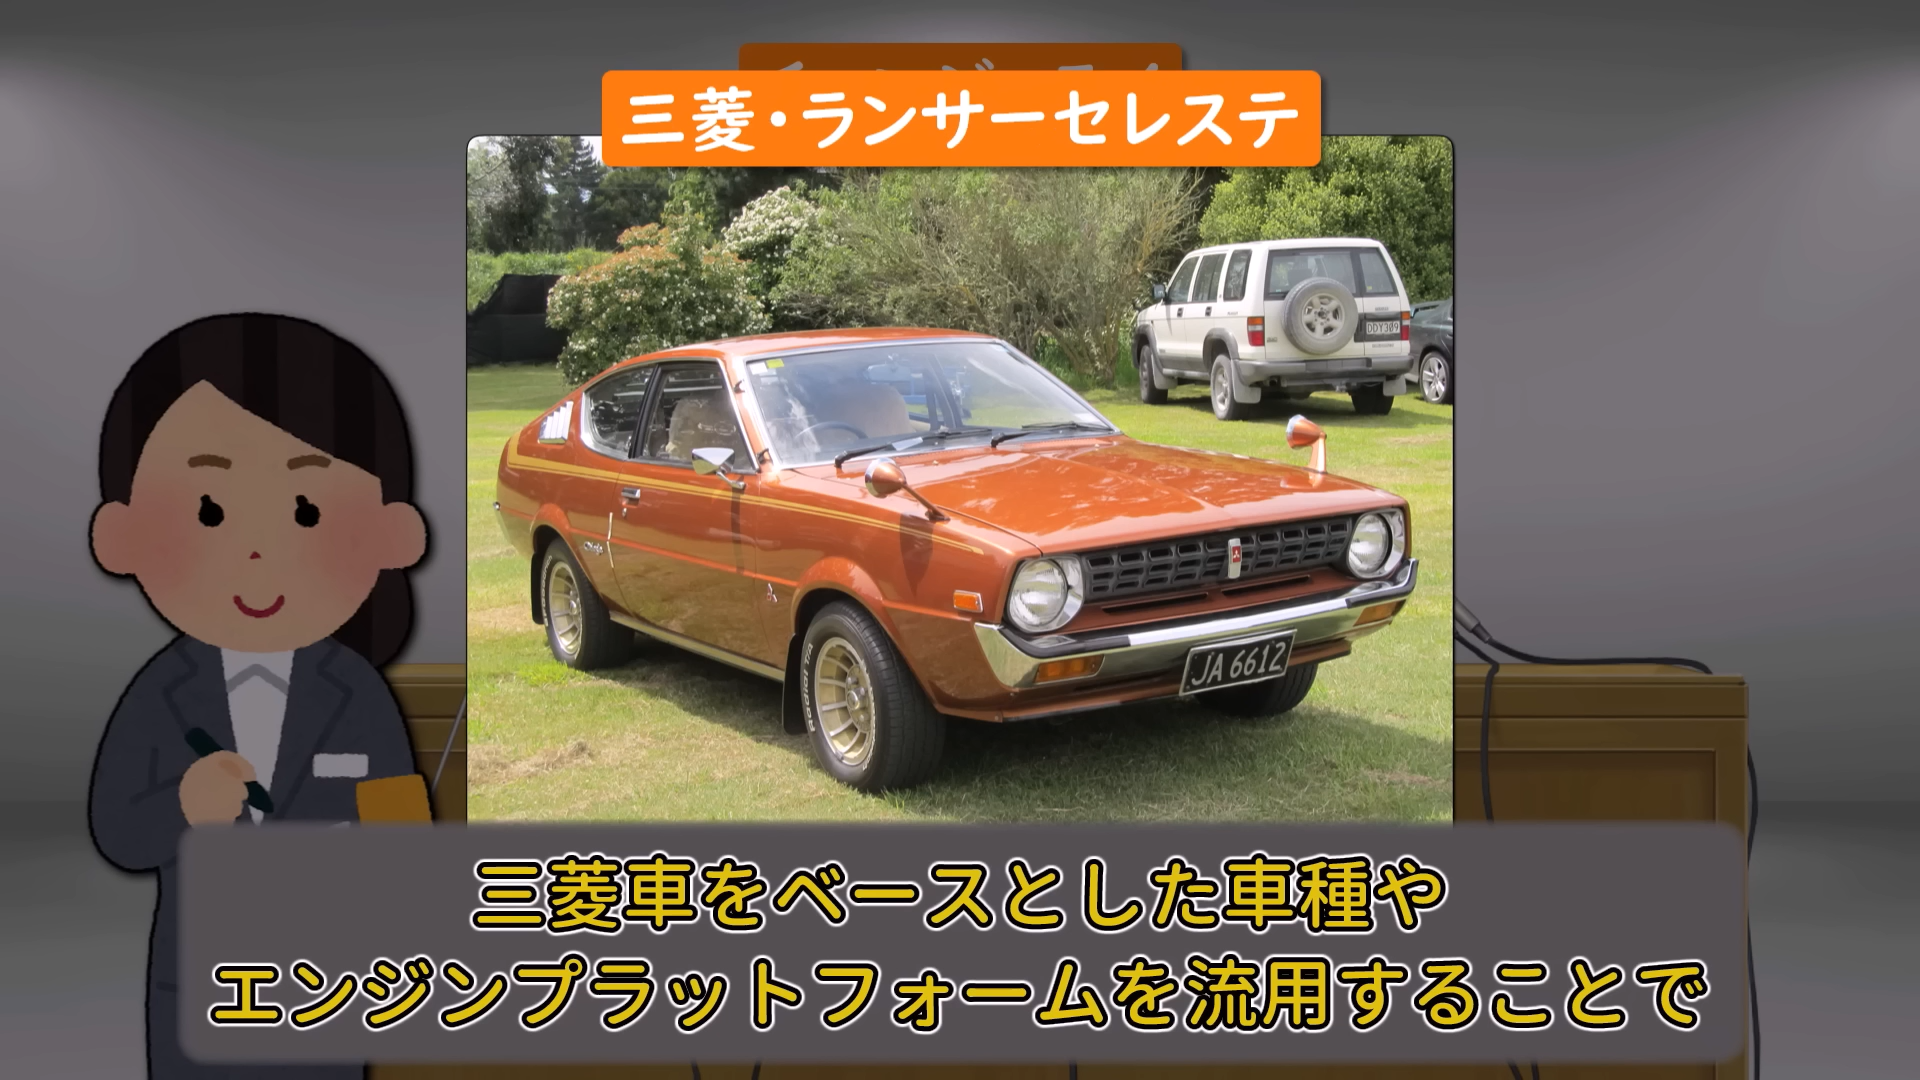 三菱・ランサーセレステ
DDY309
JA 6612
三菱車をベースとした車種や
エンジンプラットフォームを流用することで